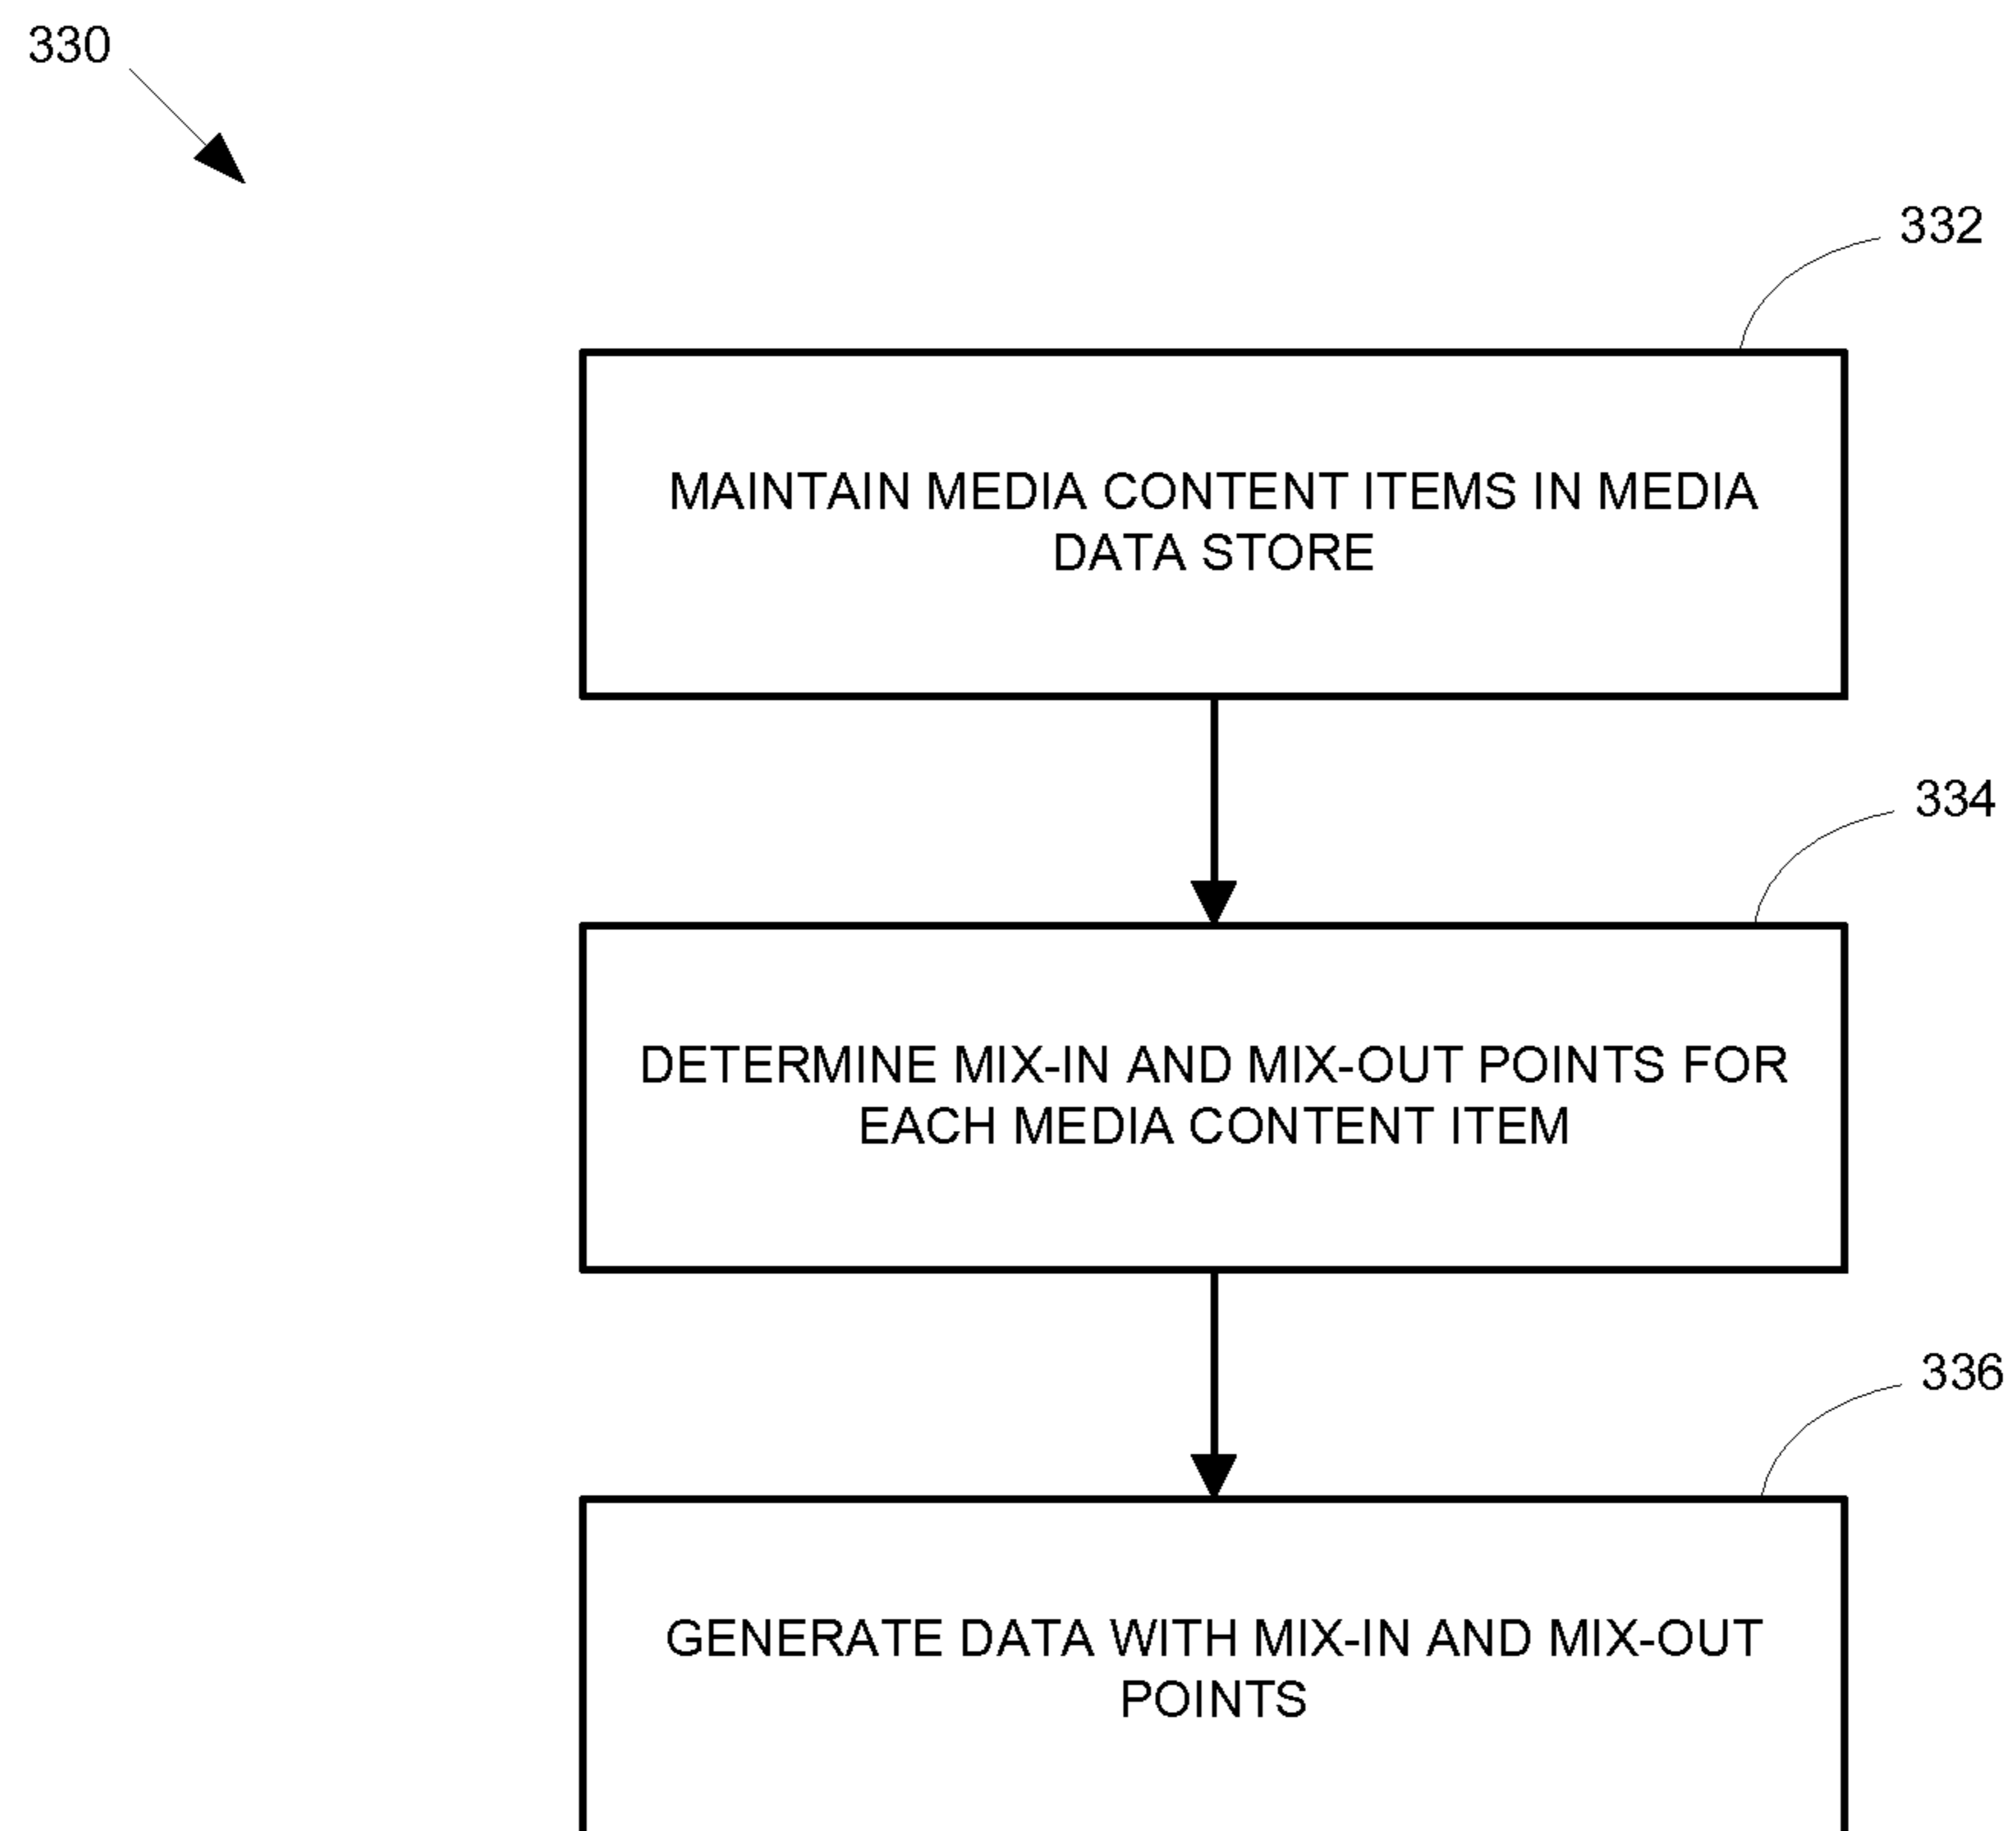 330
332
MAINTAIN MEDIA CONTENT ITEMS IN MEDIA
DATA STORE
334
DETERMINE MIX-IN AND MIX-OUT POINTS FOR
EACH MEDIA CONTENT ITEM
336
GENERATE DATA WITH MIX-IN AND MIX-OUT
POINTS